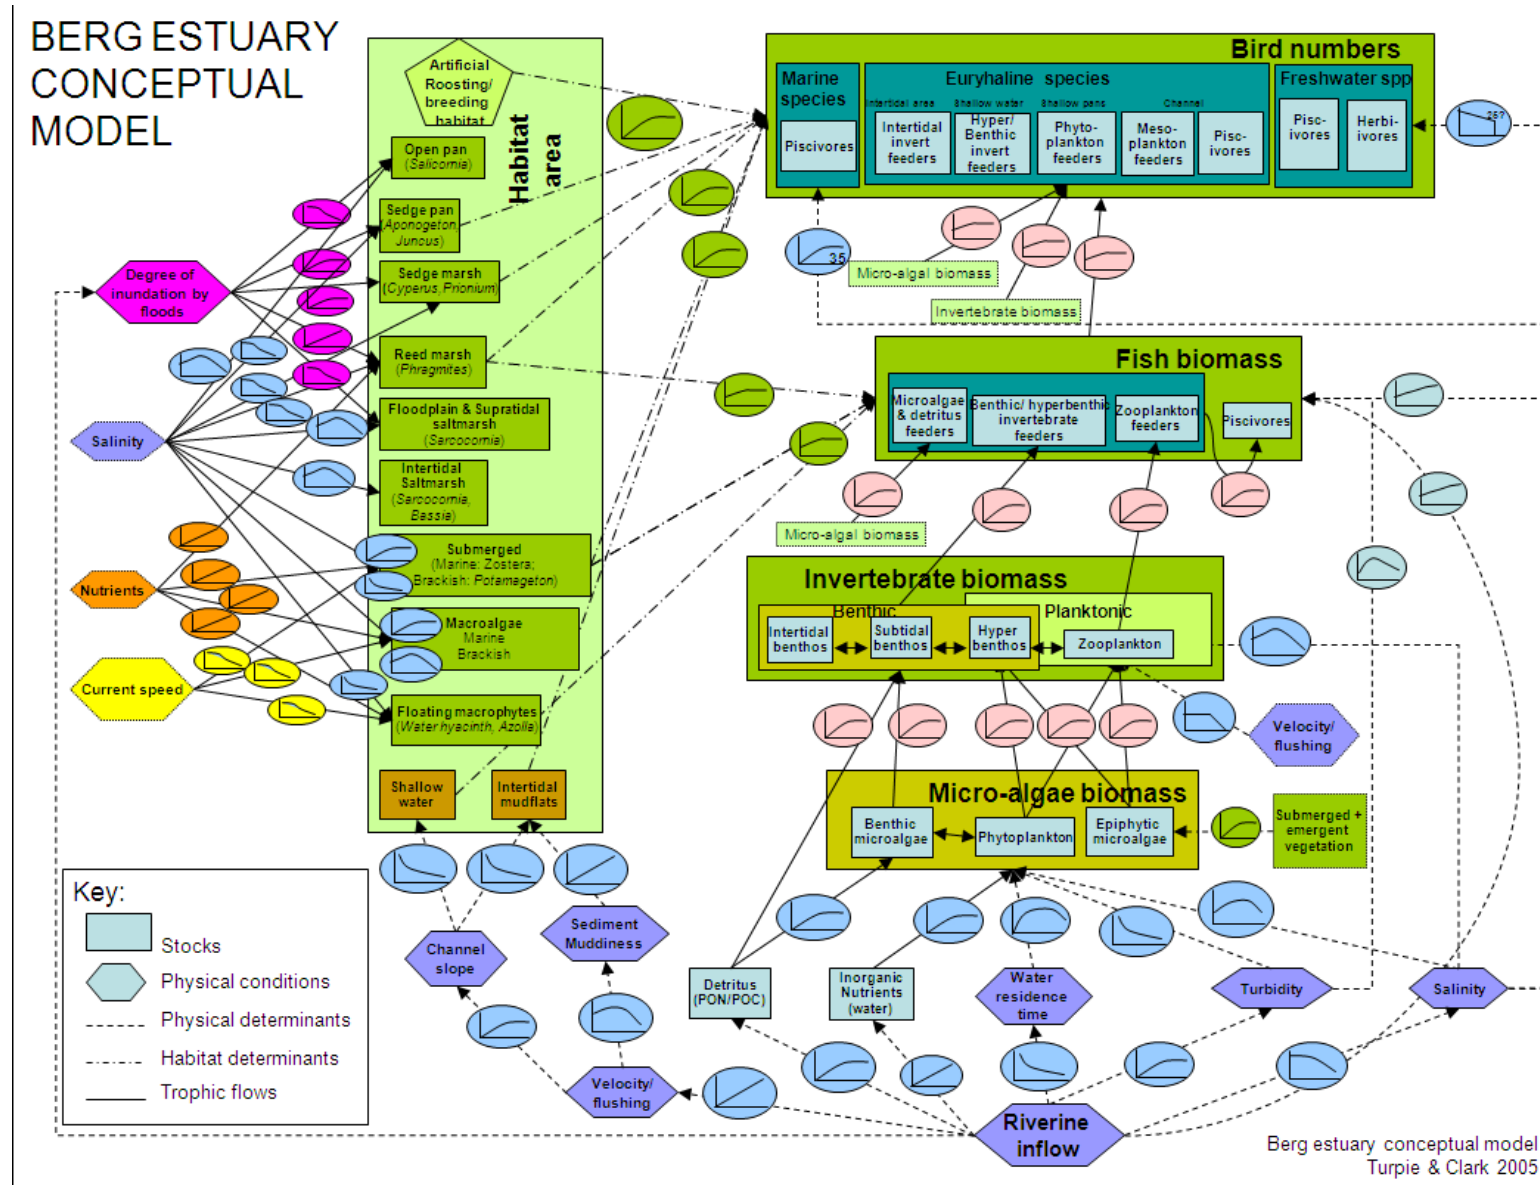 BERG ESTUARY
CONCEPTUAL
MODEL
Artificial
Roosting/
breeding
habitat
Habitat
area
Open pan
(Salicornia)
Sedge pan
(Aponogeton,
Juncus)
Sedge marsh
(Cyperus,Prionium)
Reed marsh
(Phragmites)
Floodplain & Supratidal
saltmarsh
(Sarcocornia)
Intertidal
Saltmarsh
(Sarcocornia,
Bassia)
Submerged
(Marine: Zostera;
Brackish: Potamageton)
Macroalgae
Marine
Brackish
Floating macrophytes
(Water hyacinth, Azolla)
Shallow
water
Intertidal
mudflats
Degree of
inundation by
floods
Salinity
Nutrients
Current speed
Bird numbers
Marine
species
Piscivores
Euryhaline species
Intertidal area
Shallow water
Shallow pans
Channel
Intertidal
invert
feeders
Hyper/
Benthic
invert
feeders
Phyto-
plankton
feeders
Meso-
plankton
feeders
Pisc-
ivores
Freshwater spp
Pisc-
ivores
Herbi-
ivores
25?
35
Micro-algal biomass
Invertebrate biomass
Fish biomass
Microalgae
& detritus
feeders
Benthic/ hyperbenthic
invertebrate
feeders
Zooplankton
feeders
Piscivores
Micro-algal biomass
Invertebrate biomass
Benthic
Planktonic
Intertidal
benthos
Subtidal
benthos
Hyper
benthos
Zooplankton
Velocity/
flushing
Micro-algae biomass
Benthic
microalgae
Phytoplankton
Epiphytic
microalgae
Submerged +
emergent
vegetation
Channel
slope
Sediment
Muddiness
Detritus
(PON/POC)
Inorganic
Nutrients
(water)
Water
residence
time
Turbidity
Salinity
Velocity/
flushing
Riverine
inflow
Key:
Stocks
Physical conditions
Physical determinants
Habitat determinants
Trophic flows
Berg estuary conceptual model
Turpie & Clark 2005